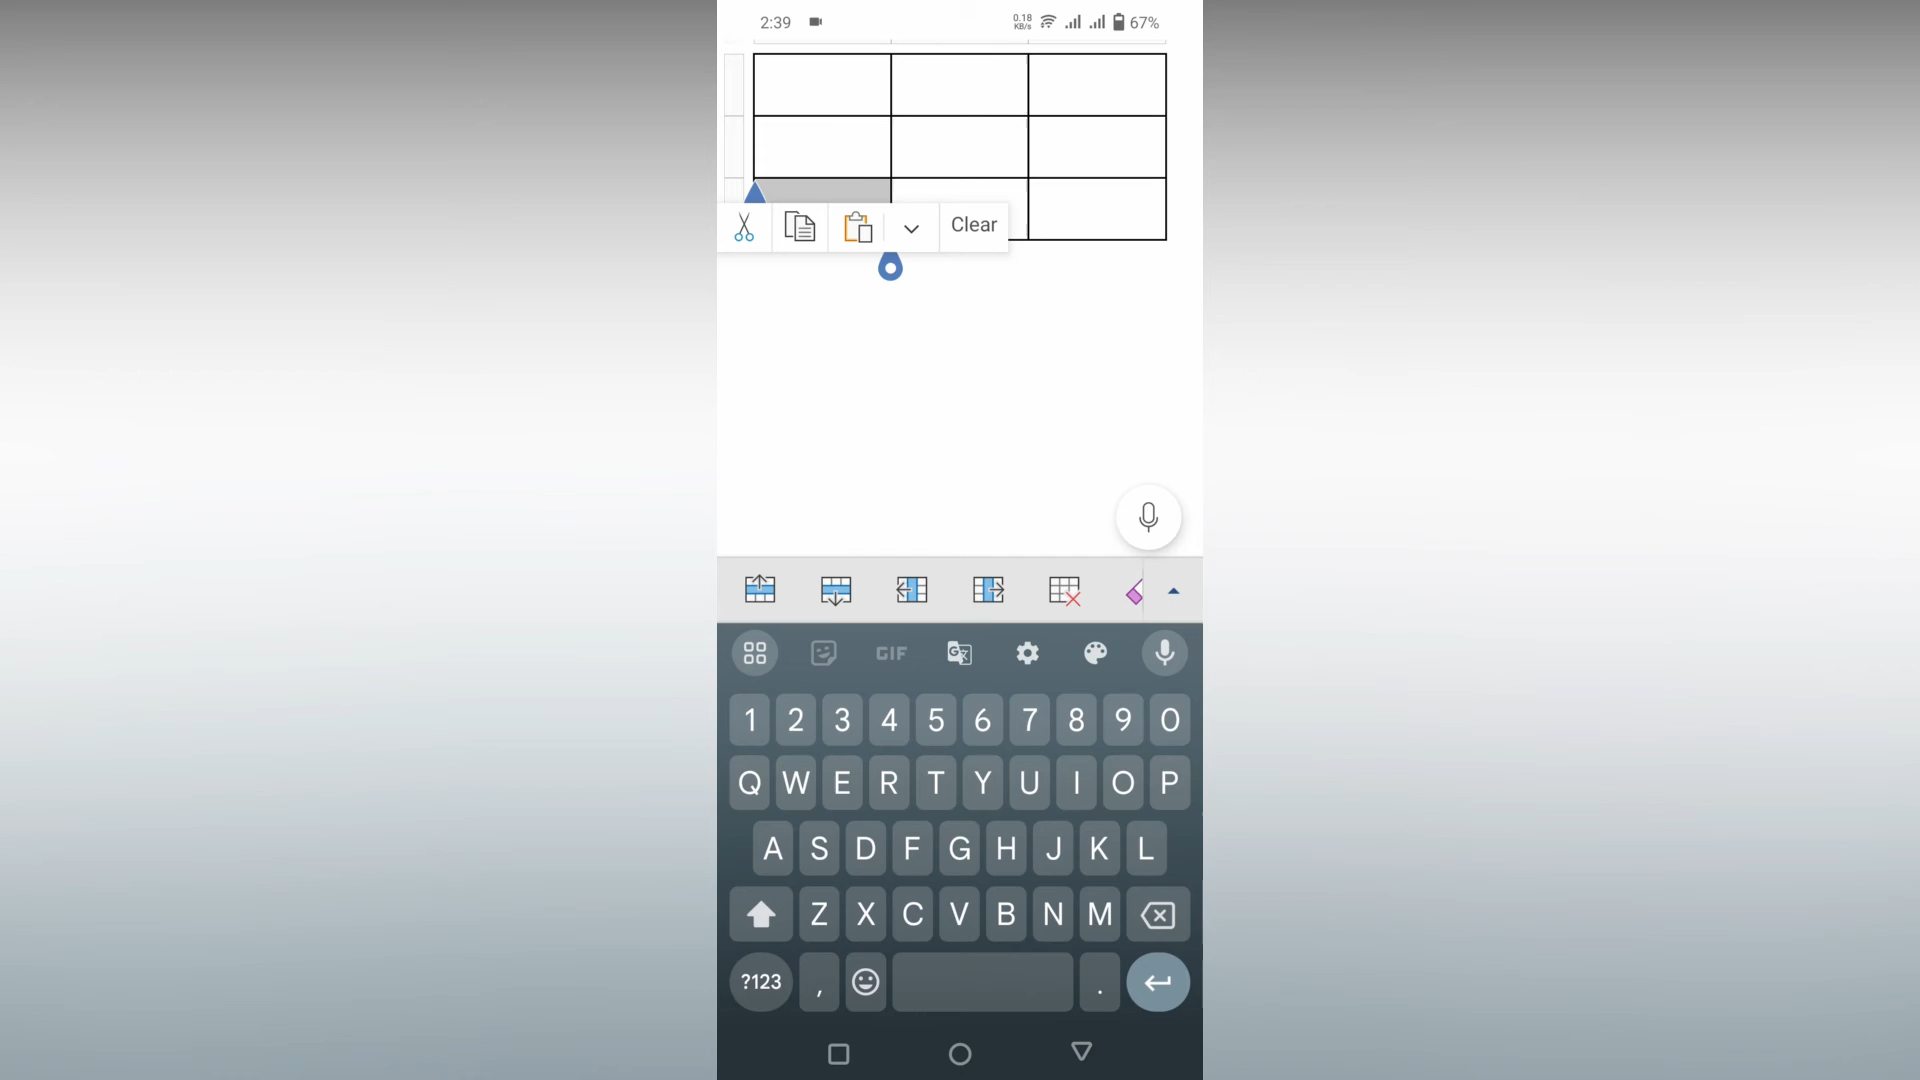 2:39 0.18 KB/s 67%
Clear
GIF G
1 2 3 4 5 6 7 8 9 0
Q W E R T Y U I O P
A S D F G H J K L
Z X C V B N M
?123 , .